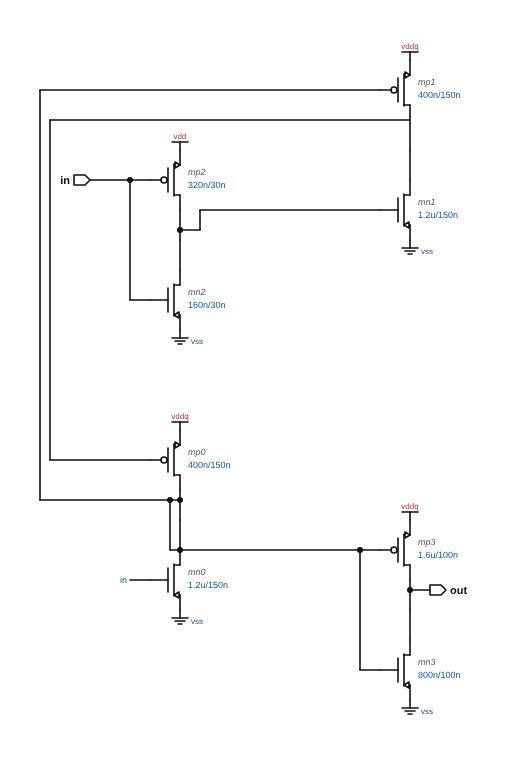 vddq
mp1
400n/150n
vdd
in
mp2
320n/30n
mn1
1.2u/150n
vss
mn2
160n/30n
vss
vddq
mp0
400n/150n
vddq
mp3
1.6u/100n
in
mn0
1.2u/150n
out
vss
mn3
800n/100n
vss